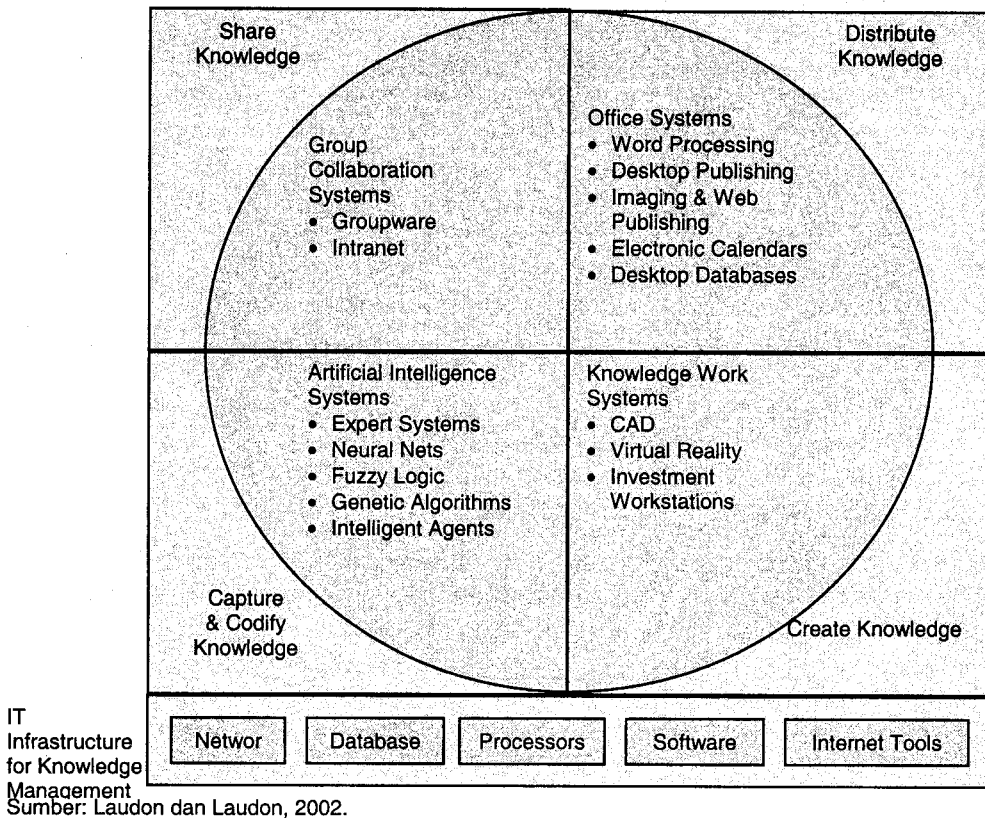 Share
Knowledge
Distribute
Knowledge
Group
Collaboration
Systems
• Groupware
• Intranet
Office Systems
• Word Processing
• Desktop Publishing
• Imaging & Web
Publishing
• Electronic Calendars
• Desktop Databases
Artificial Intelligence
Systems
• Expert Systems
• Neural Nets
• Fuzzy Logic
• Genetic Algorithms
• Intelligent Agents
Knowledge Work
Systems
• CAD
• Virtual Reality
• Investment
Workstations
Capture
& Codify
Knowledge
Create Knowledge
IT
Infrastructure
for Knowledge
Management
Networ
Database
Processors
Software
Internet Tools
Sumber: Laudon dan Laudon, 2002.